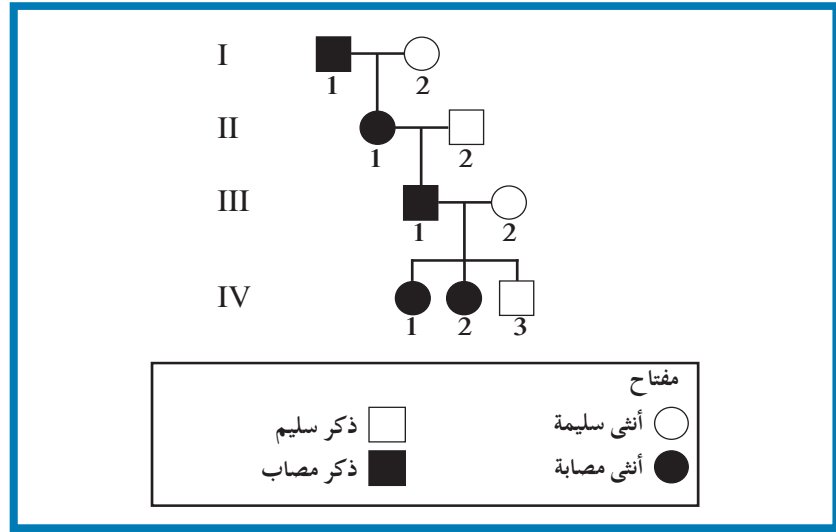 I
1 2
II
1 2
III
1 2
IV
1 2 3
مفتاح
أنثى سليمة ذكر سليم
أنثى مصابة ذكر مصاب